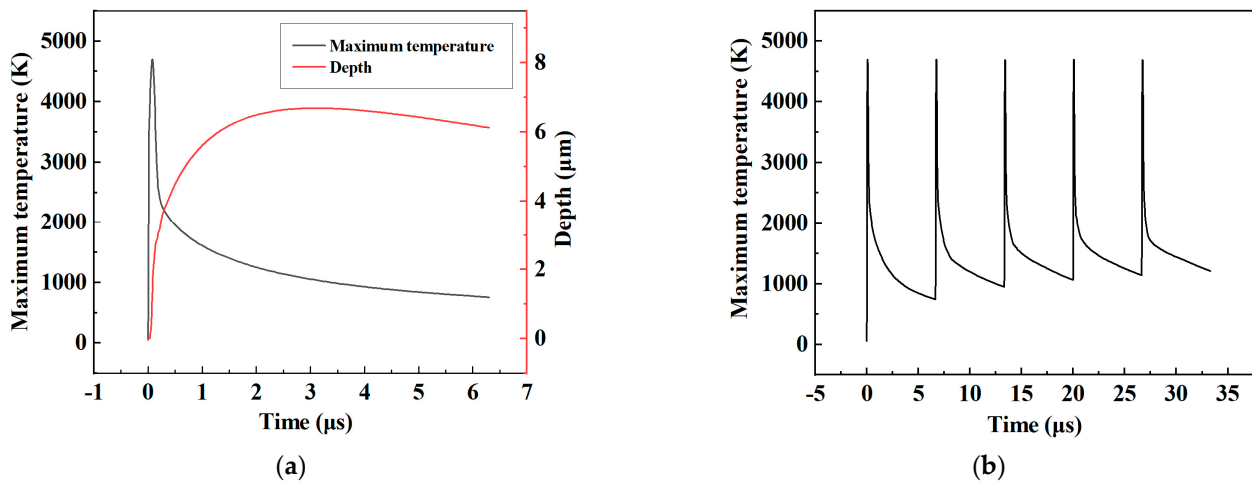 5000
4000
3000
2000
1000
0
Maximum temperature (K)
Maximum temperature
Depth
8
6
4
2
0
Depth (μm)
-1 0 1 2 3 4 5 6 7
Time (μs)
(a)
5000
4000
3000
2000
1000
0
Maximum temperature (K)
-5 0 5 10 15 20 25 30 35
Time (μs)
(b)